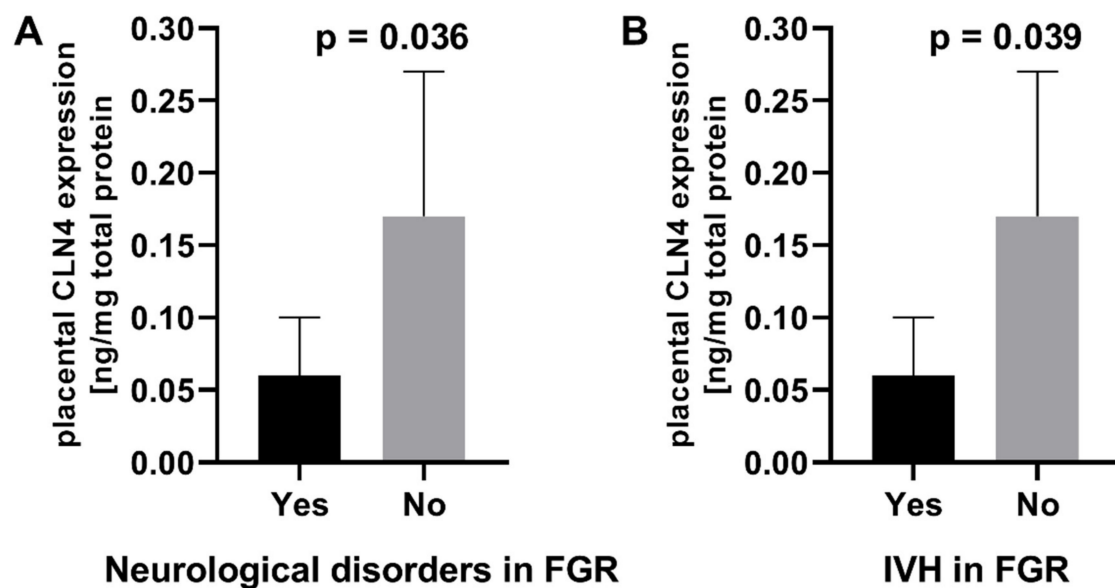 A
p = 0.036
placental CLN4 expression
[ng/mg total protein
0.30
0.25
0.20
0.15
0.10
0.05
0.00
Yes
No
Neurological disorders in FGR
B
p = 0.039
placental CLN4 expression
[ng/mg total protein
0.30
0.25
0.20
0.15
0.10
0.05
0.00
Yes
No
IVH in FGR